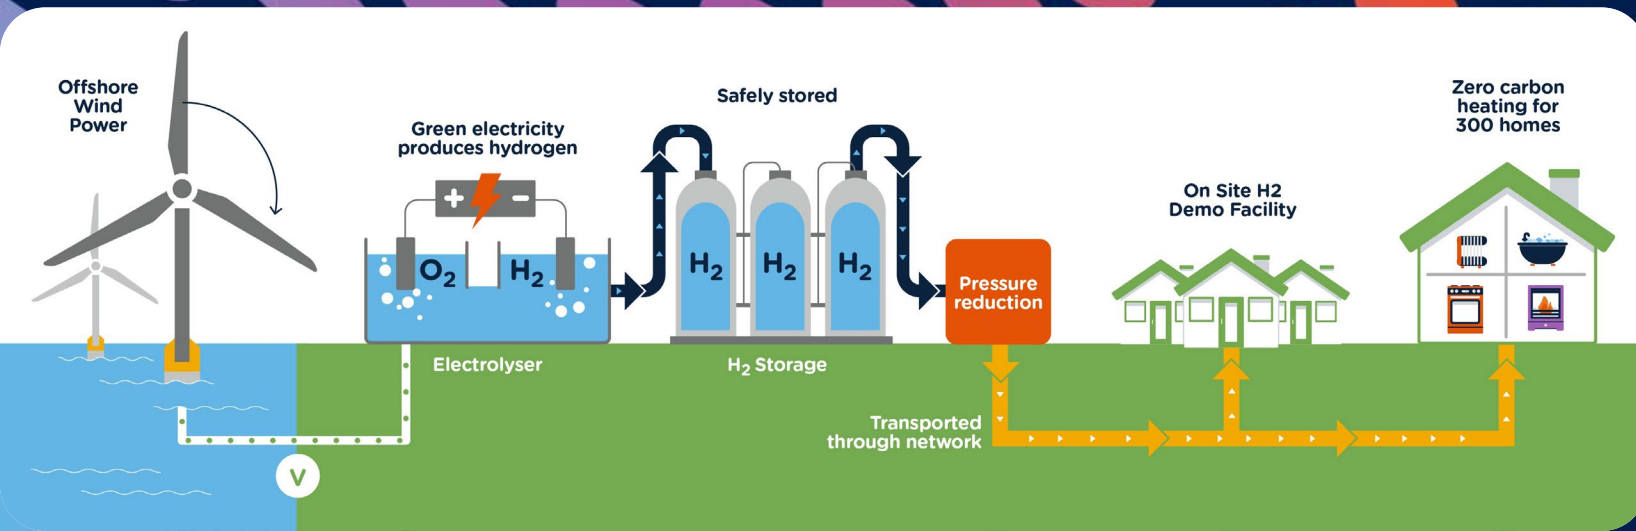 Offshore
Wind
Power
Green electricity
produces hydrogen
+ -
O₂
H₂
Electrolyser
Safely stored
H₂
H₂
H₂
H₂ Storage
Pressure
reduction
Transported
through network
On Site H2
Demo Facility
Zero carbon
heating for
300 homes
V